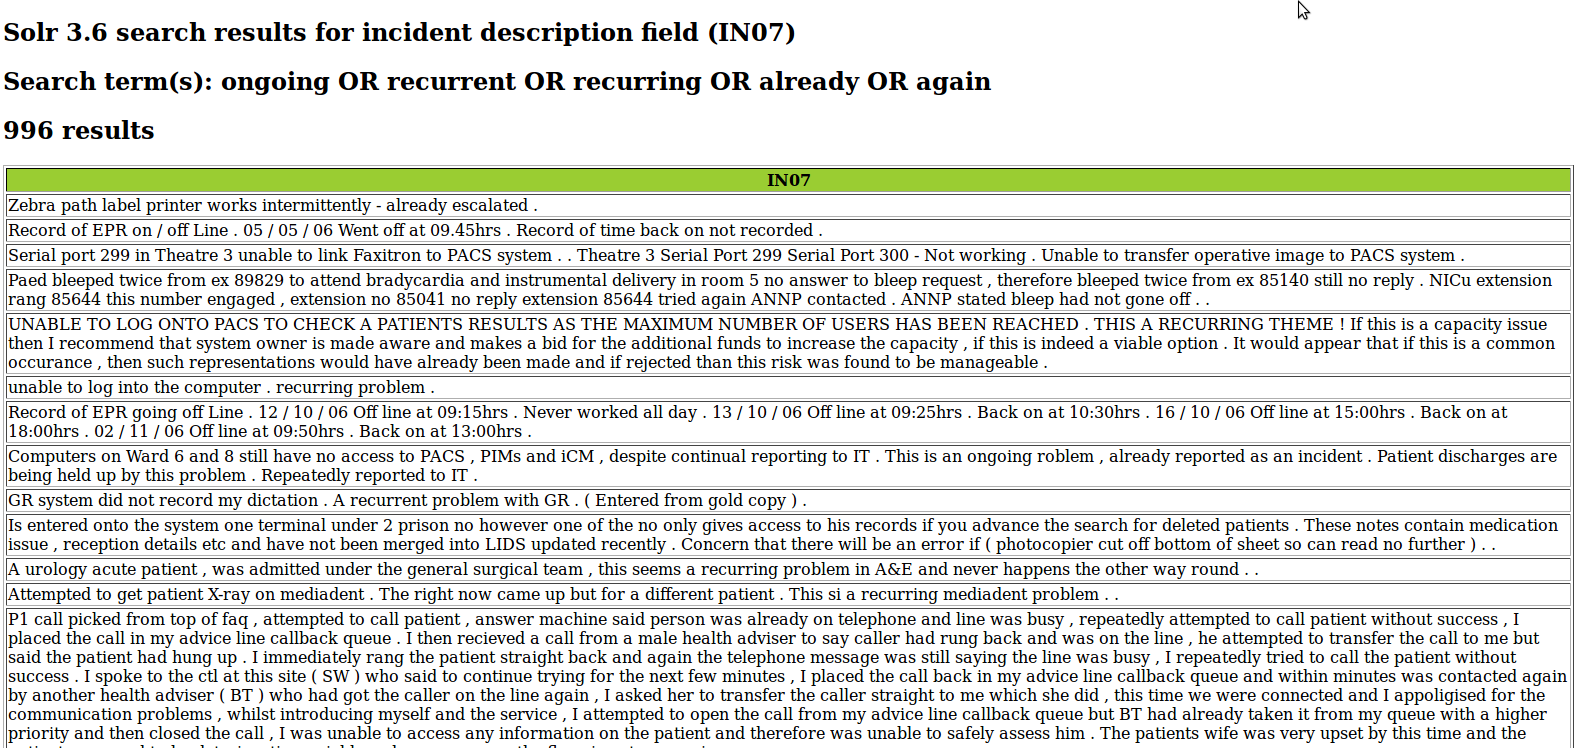 Solr 3.6 search results for incident description field (IN07)
Search term(s): ongoing OR recurrent OR recurring OR already OR again
996 results
IN07
Zebra path label printer works intermittently - already escalated .
Record of EPR on / off Line . 05 / 05 / 06 Went off at 09.45hrs . Record of time back on not recorded .
Serial port 299 in Theatre 3 unable to link Faxitron to PACS system . . Theatre 3 Serial Port 299 Serial Port 300 - Not working . Unable to transfer operative image to PACS system .
Paed bleeped twice from ex 89829 to attend bradycardia and instrumental delivery in room 5 no answer to bleep request , therefore bleeped twice from ex 85140 still no reply . NICu extension
rang 85644 this number engaged , extension no 85041 no reply extension 85644 tried again ANNP contacted . ANNP stated bleep had not gone off . .
UNABLE TO LOG ONTO PACS TO CHECK A PATIENTS RESULTS AS THE MAXIMUM NUMBER OF USERS HAS BEEN REACHED . THIS A RECURRING THEME ! If this is a capacity issue
then I recommend that system owner is made aware and makes a bid for the additional funds to increase the capacity , if this is indeed a viable option . It would appear that if this is a common
occurance , then such representations would have already been made and if rejected than this risk was found to be manageable .
unable to log into the computer . recurring problem .
Record of EPR going off Line . 12 / 10 / 06 Off line at 09:15hrs . Never worked all day . 13 / 10 / 06 Off line at 09:25hrs . Back on at 10:30hrs . 16 / 10 / 06 Off line at 15:00hrs . Back on at
18:00hrs . 02 / 11 / 06 Off line at 09:50hrs . Back on at 13:00hrs .
Computers on Ward 6 and 8 still have no access to PACS , PIMs and iCM , despite continual reporting to IT . This is an ongoing roblem , already reported as an incident . Patient discharges are
being held up by this problem . Repeatedly reported to IT .
GR system did not record my dictation . A recurrent problem with GR . ( Entered from gold copy ) .
Is entered onto the system one terminal under 2 prison no however one of the no only gives access to his records if you advance the search for deleted patients . These notes contain medication
issue , reception details etc and have not been merged into LIDS updated recently . Concern that there will be an error if ( photocopier cut off bottom of sheet so can read no further ) . .
A urology acute patient , was admitted under the general surgical team , this seems a recurring problem in A&E and never happens the other way round . .
Attempted to get patient X-ray on mediadent . The right now came up but for a different patient . This si a recurring mediadent problem . .
P1 call picked from top of faq , attempted to call patient , answer machine said person was already on telephone and line was busy , repeatedly attempted to call patient without success , I
placed the call in my advice line callback queue . I then recieved a call from a male health adviser to say caller had rung back and was on the line , he attempted to transfer the call to me but
said the patient had hung up . I immediately rang the patient straight back and again the telephone message was still saying the line was busy , I repeatedly tried to call the patient without
success . I spoke to the ctl at this site ( SW ) who said to continue trying for the next few minutes , I placed the call back in my advice line callback queue and within minutes was contacted again
by another health adviser ( BT ) who had got the caller on the line again , I asked her to transfer the caller straight to me which she did , this time we were connected and I appoligised for the
communication problems , whilst introducing myself and the service , I attempted to open the call from my advice line callback queue but BT had already taken it from my queue with a higher
priority and then closed the call , I was unable to access any information on the patient and therefore was unable to safely assess him . The patients wife was very upset by this time and the